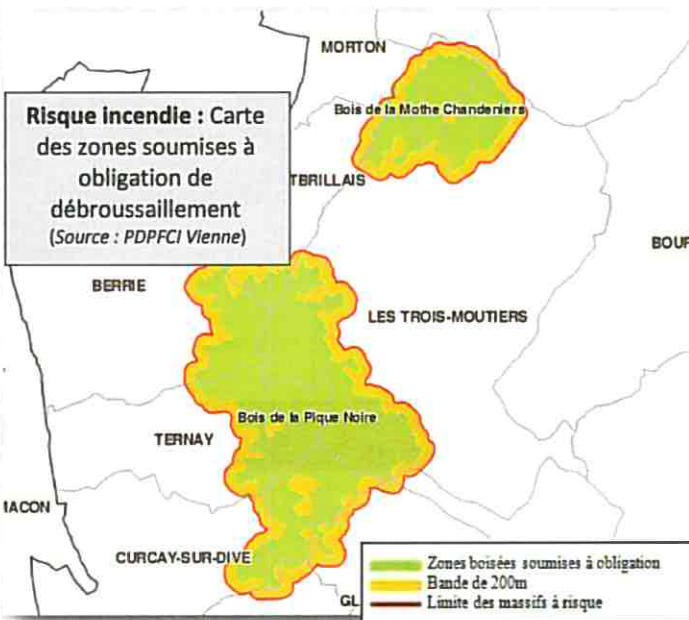 MORTON
Bois de la Mothe Chandeniers
Risque incendie : Carte
des zones soumises à
obligation de
débroussaillement
(Source : PDPFCI Vienne)
TBRILLAIS
BOUR
BERRIE
LES TROIS-MOUTIERS
Bois de la Pique Noire
TERNAY
IACON
CURCAY-SUR-DIVE
GL
Zones boisées soumises à obligation
Bande de 200m
Limite des massifs à risque